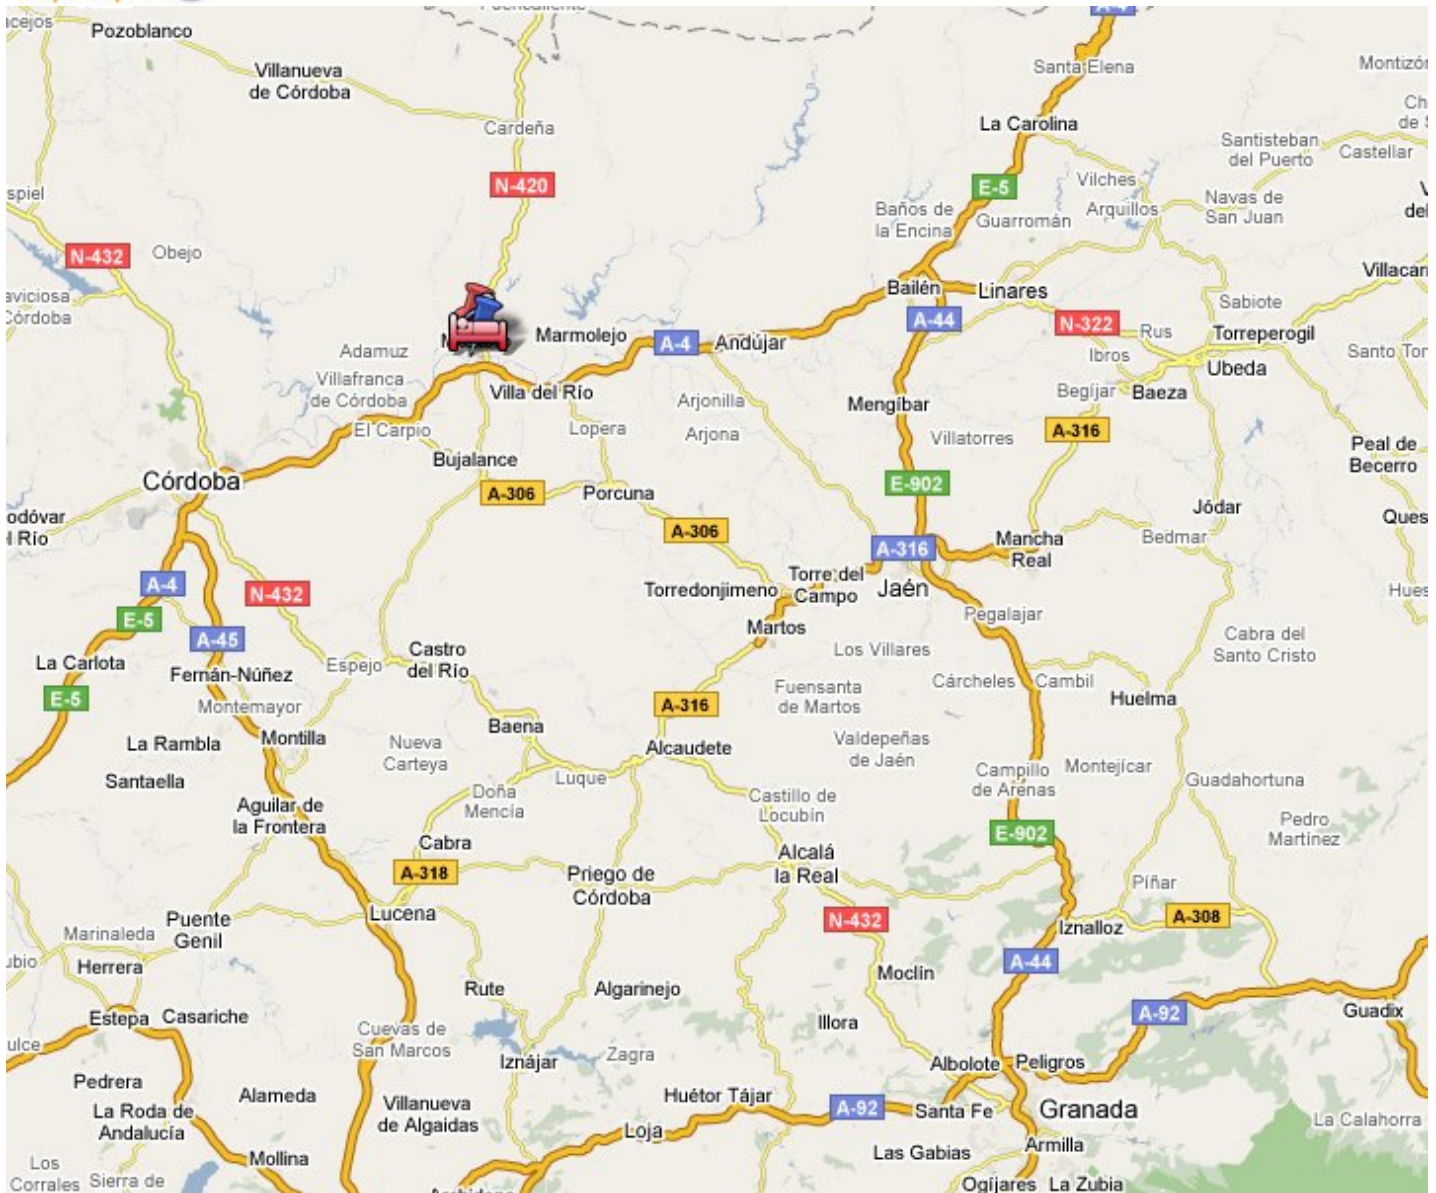 Pozoblanco
Villanueva
de Córdoba
Cardeña
N-420
Santa Elena
La Carolina
Santisteban
del Puerto
Castellar
E-5
Vilches
Arquillos
Navas de
San Juan
Baños de
la Encina
Guarromán
N-432
Obejo
Bailén
Linares
Sabiote
A-44
N-322
Rus
Torreperogil
Ibros
Ubeda
Marmolejo
A-4
Andújar
Adamuz
Villafranca
de Córdoba
Villa del Río
Arjonilla
Mengíbar
Begíjar
Baeza
El Carpio
Lopera
Arjona
Villatorres
A-316
Peal de
Becerro
Bujalance
Córdoba
A-306
Porcuna
E-902
Jódar
A-306
A-316
Mancha
Real
Bedmar
A-4
N-432
Torredonjimeno
Torre del
Campo
Jaén
E-5
A-45
Martos
Pegalajar
Cabra del
Santo Cristo
La Carlota
Fernán-Núñez
Espejo
Castro
del Río
Los Villares
E-5
Montemayor
Fuensanta
de Martos
Cárcheles
Cambil
Huelma
A-316
La Rambla
Montilla
Baena
Nueva
Carteya
Alcaudete
Valdepeñas
de Jaén
Santaella
Luque
Campillo
de Arenas
Montejícar
Guadahortuna
Aguilar de
la Frontera
Doña
Mencía
Castillo de
Locubín
Pedro
Martínez
E-902
Cabra
A-318
Priego de
Córdoba
Alcalá
la Real
Píñar
Lucena
N-432
Iznalloz
A-308
Puente
Genil
Marinaleda
Herrera
Moclín
A-44
Rute
Algarinejo
Estepa
Casariche
Cuevas de
San Marcos
Illora
A-92
Guadix
Iznájar
Zagra
Albolote
Peligros
Pedrera
Alameda
La Roda de
Andalucía
Villanueva
de Algaidas
Huétor Tájar
A-92
Santa Fe
Granada
La Calahorra
Loja
Armilla
Las Gabias
Mollina
Los
Corrales
Sierra de
Ogíjares
La Zubia